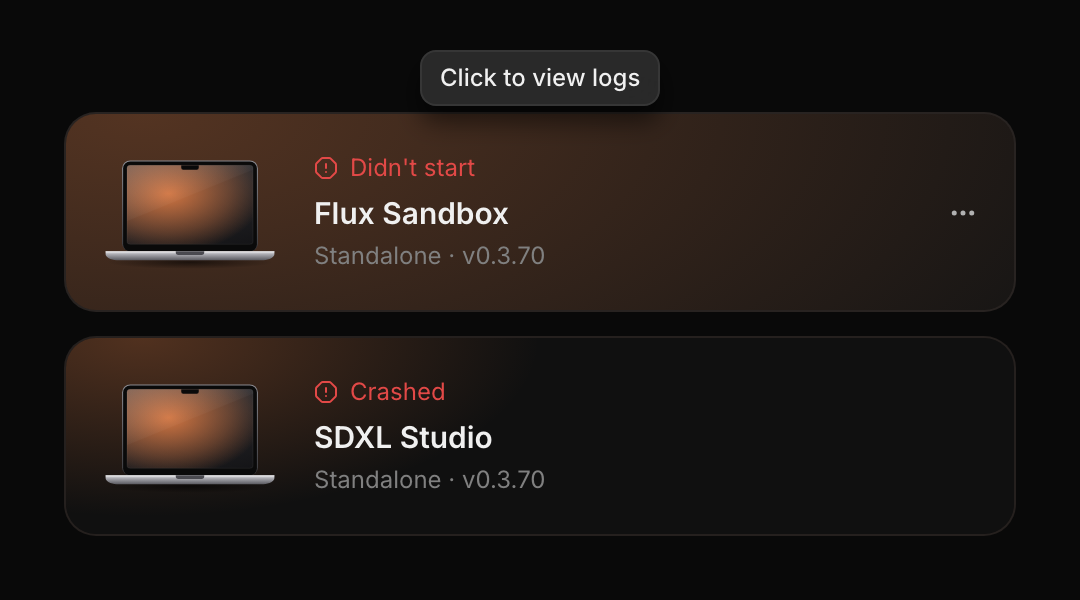 Click to view logs
Didn't start
Flux Sandbox
Standalone · v0.3.70
Crashed
SDXL Studio
Standalone · v0.3.70